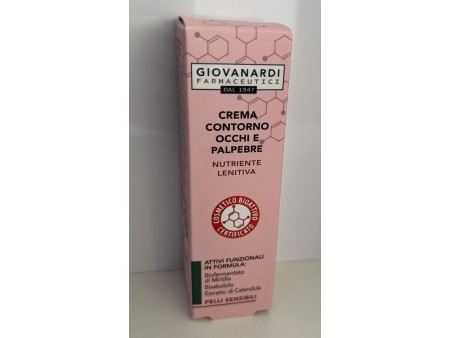 GIOVANARDI
FARMACEUTICI
DAL 1947
CREMA
CONTORNO
OCCHI E
PALPEBRE
NUTRIENTE
LENITIVA
COSMETICO BIOATTIVO
CERTIFICATO
ATTIVI FUNZIONALI
IN FORMULA:
Biofermentato
di Mirtillo
Bisabololo
Estratto di Calendula
PELLI SENSIBILI